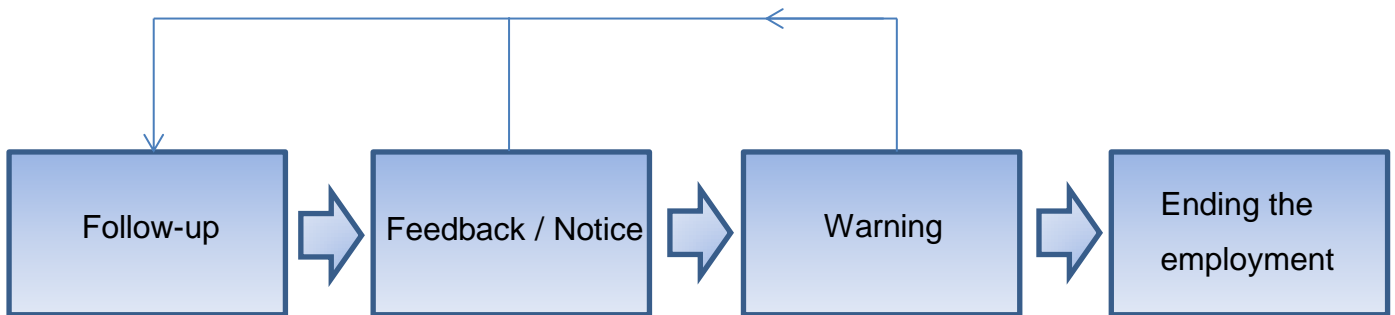 Follow-up
Feedback / Notice
Warning
Ending the
employment